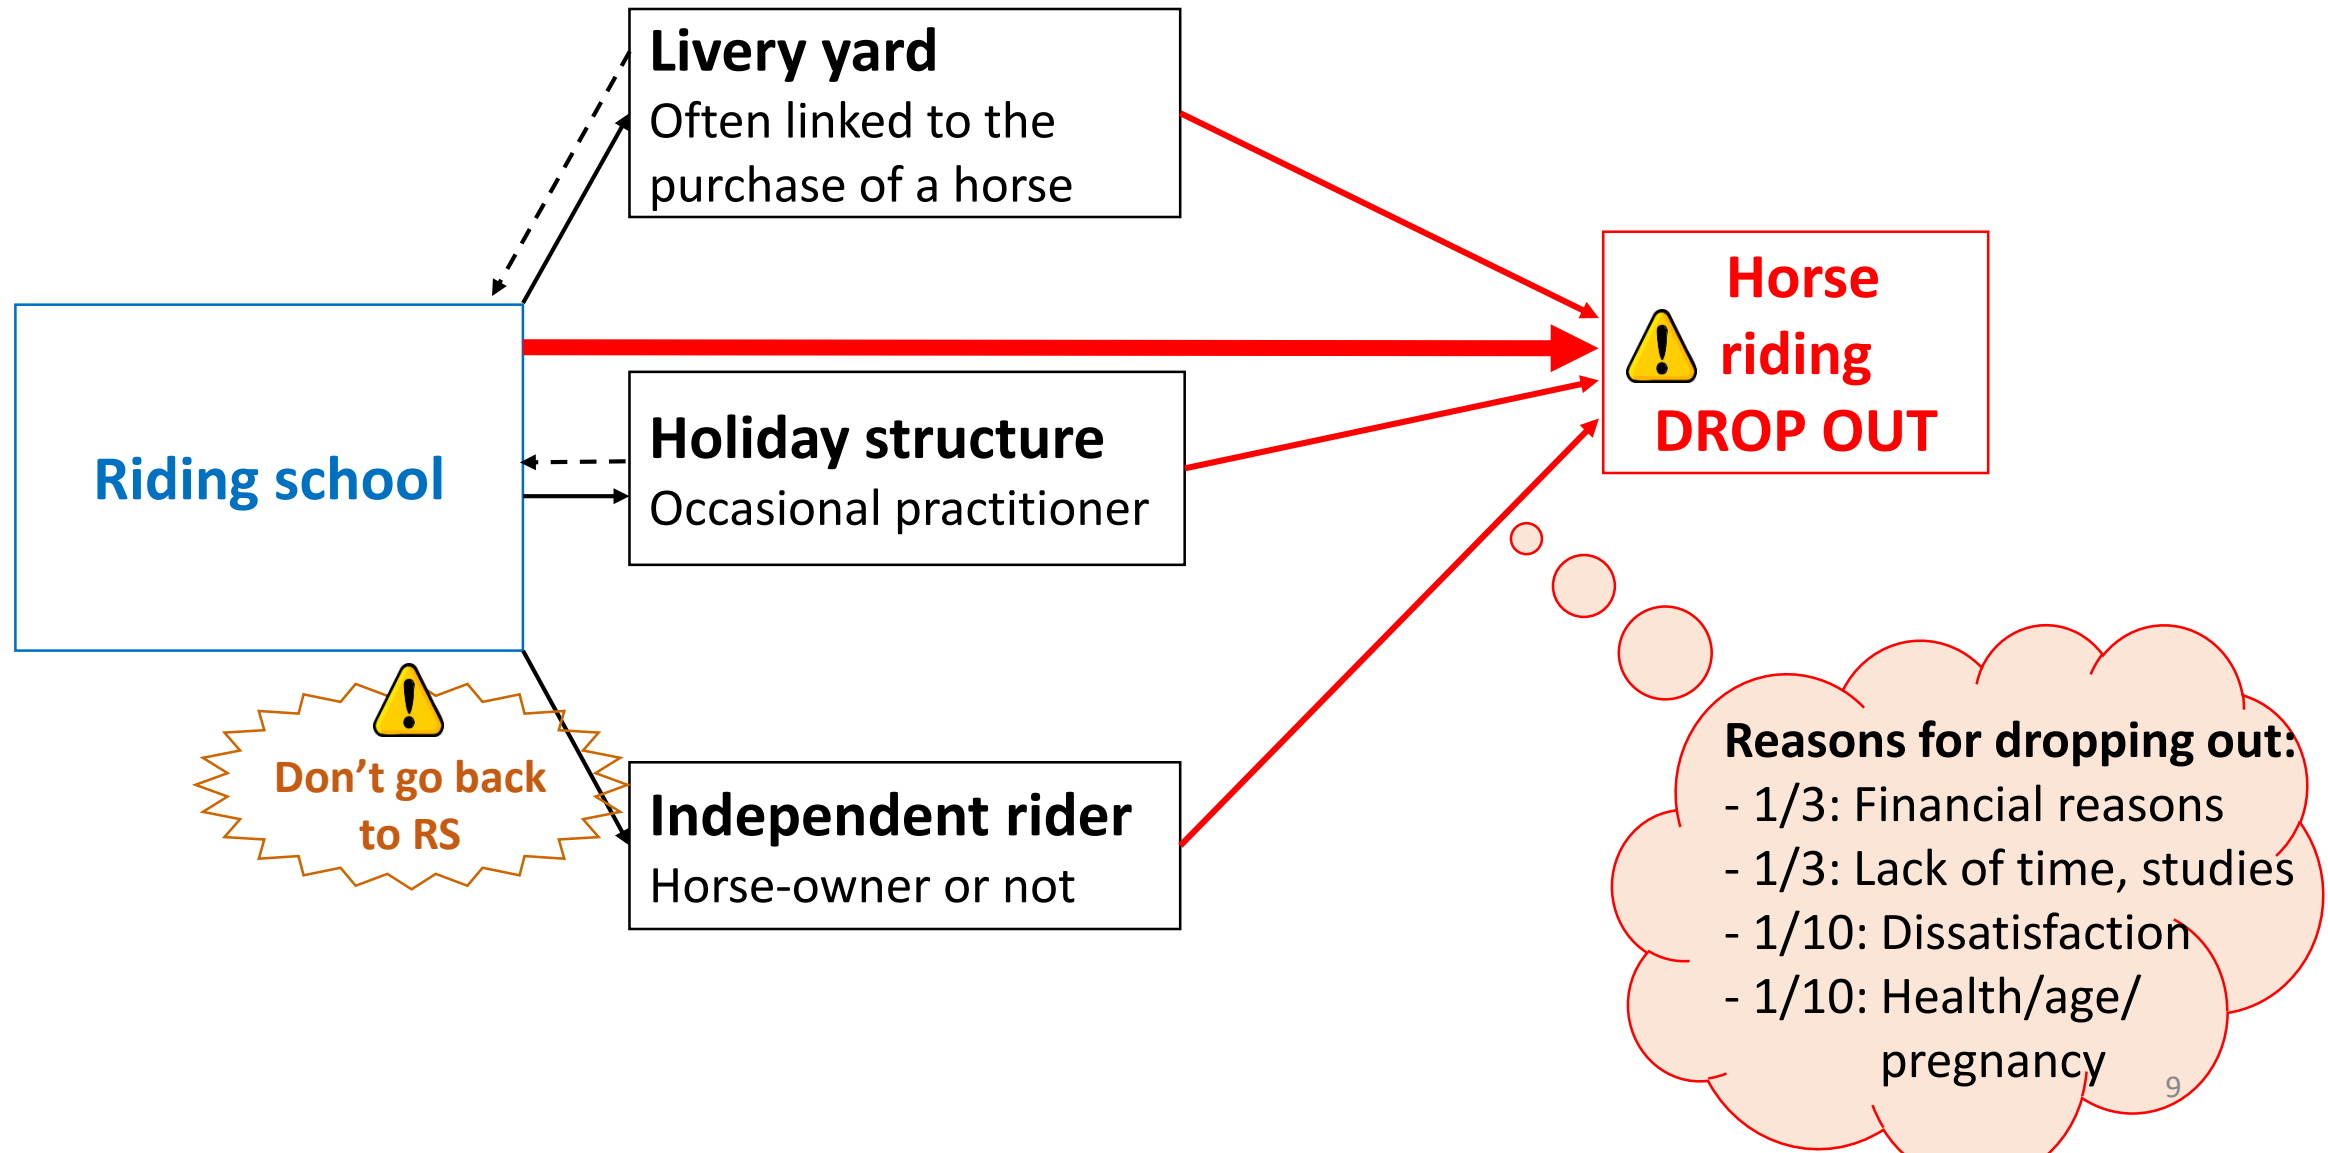 Livery yard
Often linked to the
purchase of a horse
Horse
riding
DROP OUT
Riding school
Holiday structure
Occasional practitioner
Don’t go back
to RS
Independent rider
Horse-owner or not
Reasons for dropping out:
- 1/3: Financial reasons
- 1/3: Lack of time, studies
- 1/10: Dissatisfaction
- 1/10: Health/age/
pregnancy
9